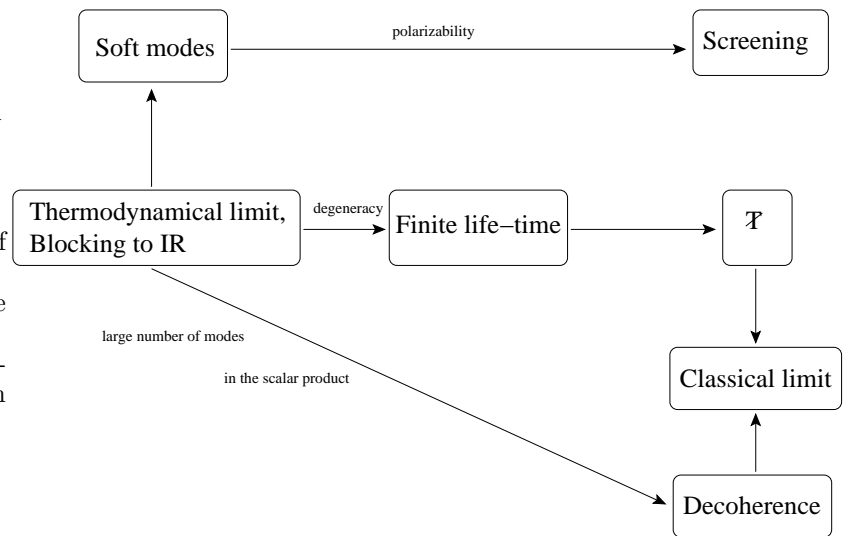 Soft modes
polarizability
Screening
Thermodynamical limit,
Blocking to IR
degeneracy
Finite life−time
T̸
f
e
-
large number of modes
in the scalar product
Classical limit
Decoherence